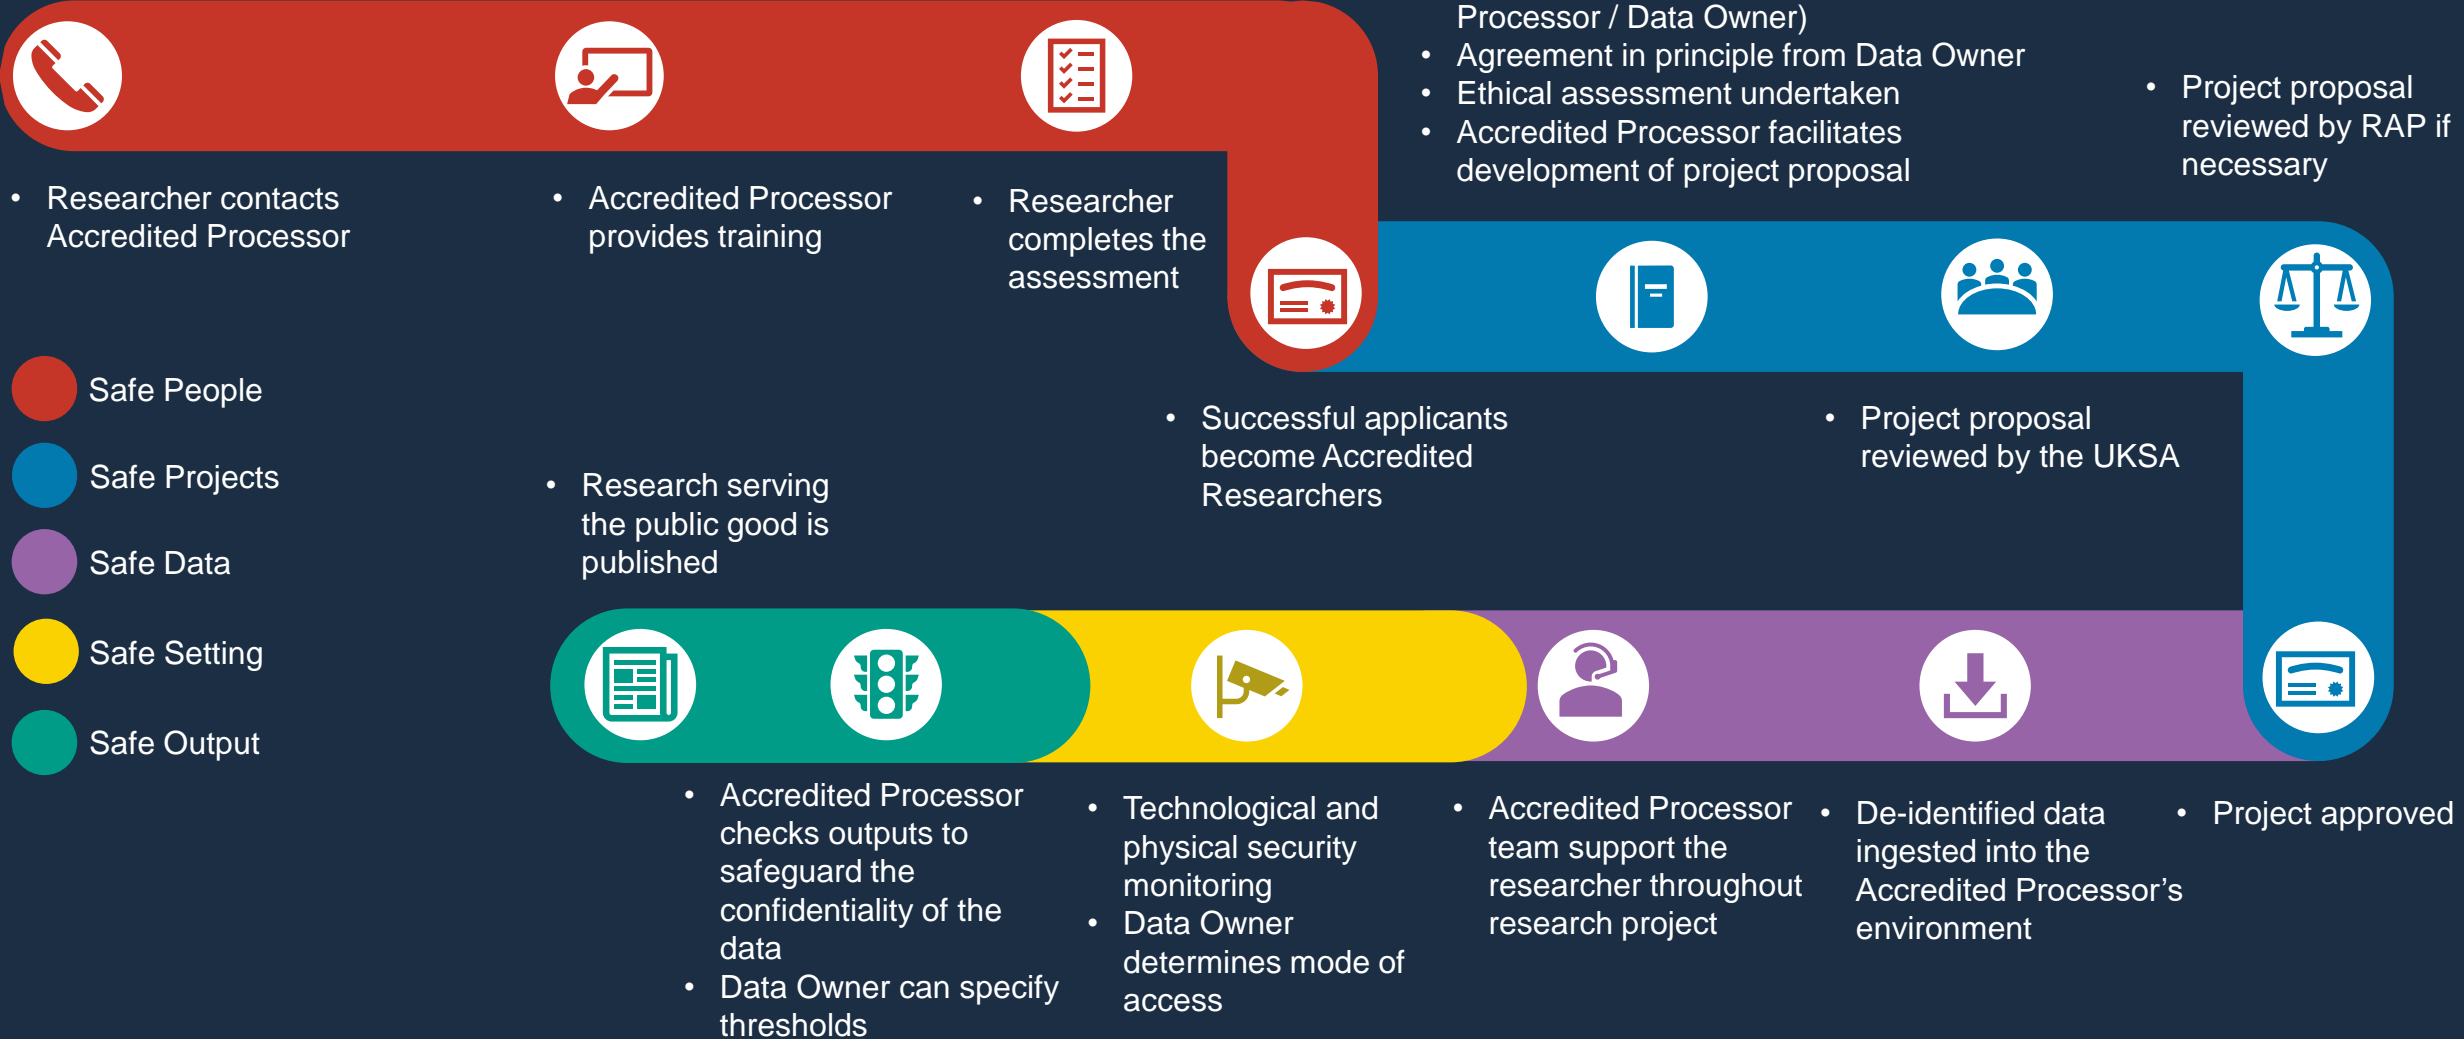 Processor / Data Owner)
• Agreement in principle from Data Owner
• Ethical assessment undertaken
• Accredited Processor facilitates
development of project proposal
• Project proposal
reviewed by RAP if
necessary
• Researcher contacts
Accredited Processor
• Accredited Processor
provides training
• Researcher
completes the
assessment
• Successful applicants
become Accredited
Researchers
• Project proposal
reviewed by the UKSA
Safe People
Safe Projects
Safe Data
Safe Setting
Safe Output
• Research serving
the public good is
published
• Accredited Processor
checks outputs to
safeguard the
confidentiality of the
data
• Data Owner can specify
thresholds
• Technological and
physical security
monitoring
• Data Owner
determines mode of
access
• Accredited Processor
team support the
researcher throughout
research project
• De-identified data
ingested into the
Accredited Processor’s
environment
• Project approved